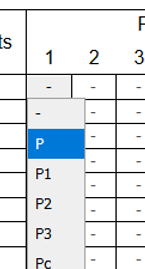 P
ts
1 2 3
- - -
-
P - -
P1 - -
P2 - -
P3 - -
Pc - -